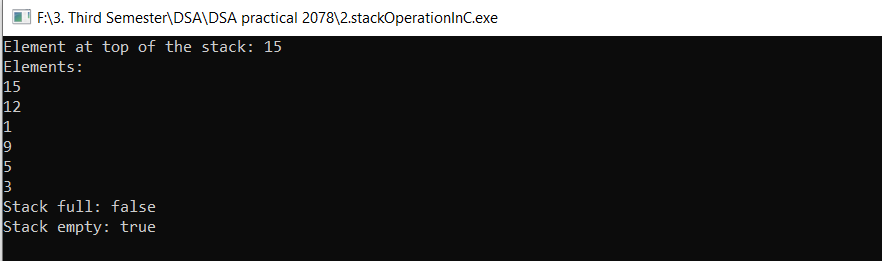 F:\3. Third Semester\DSA\DSA practical 2078\2.stackOperationInC.exe
Element at top of the stack: 15
Elements:
15
12
1
9
5
3
Stack full: false
Stack empty: true